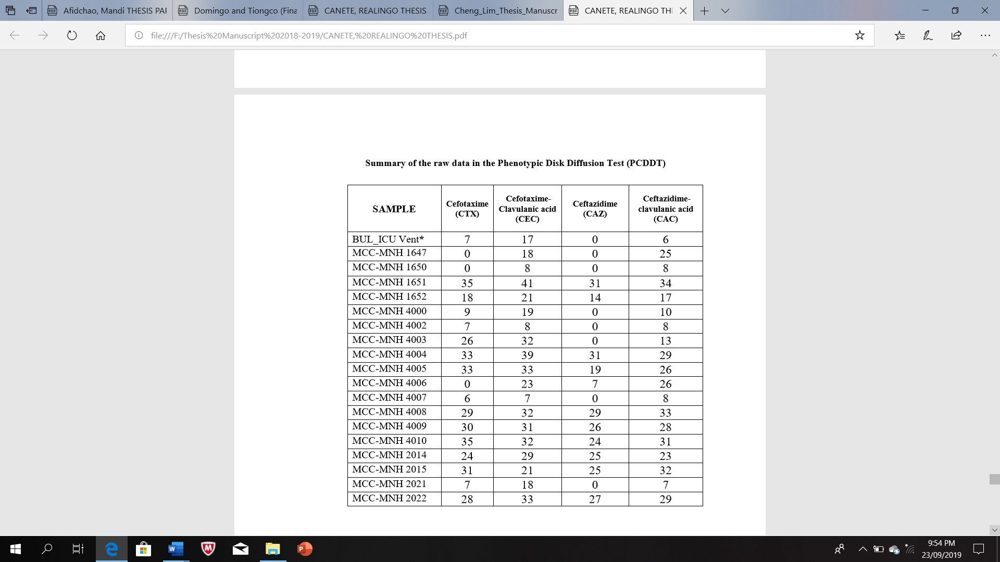 Afidchao, Mandi THESIS PAF
Domingo and Tiongco (Fina
CANETE, REALINGO THESIS
Cheng_Lim_Thesis_Manuscr
CANETE, REALINGO THI
file:///F:/Thesis%20Manuscript%202018-2019/CANETE,%20REALINGO%20THESIS.pdf
Summary of the raw data in the Phenotypic Disk Diffusion Test (PCDDT)
SAMPLE Cefotaxime (CTX) Cefotaxime-Clavulanic acid (CEC) Ceftazidime (CAZ) Ceftazidime-clavulanic acid (CAC)
BUL_ICU Vent* 7 17 0 6
MCC-MNH 1647 0 18 0 25
MCC-MNH 1650 0 8 0 8
MCC-MNH 1651 35 41 31 34
MCC-MNH 1652 18 21 14 17
MCC-MNH 4000 9 19 0 10
MCC-MNH 4002 7 8 0 8
MCC-MNH 4003 26 32 0 13
MCC-MNH 4004 33 39 31 29
MCC-MNH 4005 33 33 19 26
MCC-MNH 4006 0 23 7 26
MCC-MNH 4007 6 7 0 8
MCC-MNH 4008 29 32 29 33
MCC-MNH 4009 30 31 26 28
MCC-MNH 4010 35 32 24 31
MCC-MNH 2014 24 29 25 23
MCC-MNH 2015 31 21 25 32
MCC-MNH 2021 7 18 0 7
MCC-MNH 2022 28 33 27 29
9:54 PM
23/09/2019